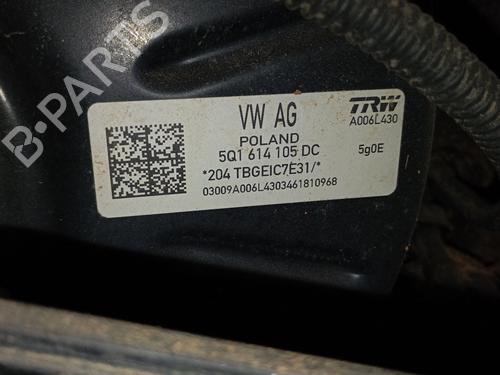 VW AG
POLAND
5Q1 614 105 DC
*204 TBGEIC7E31/*
03009A006L4303461810968
TRW
A006L430
5g0E
B-PARTS